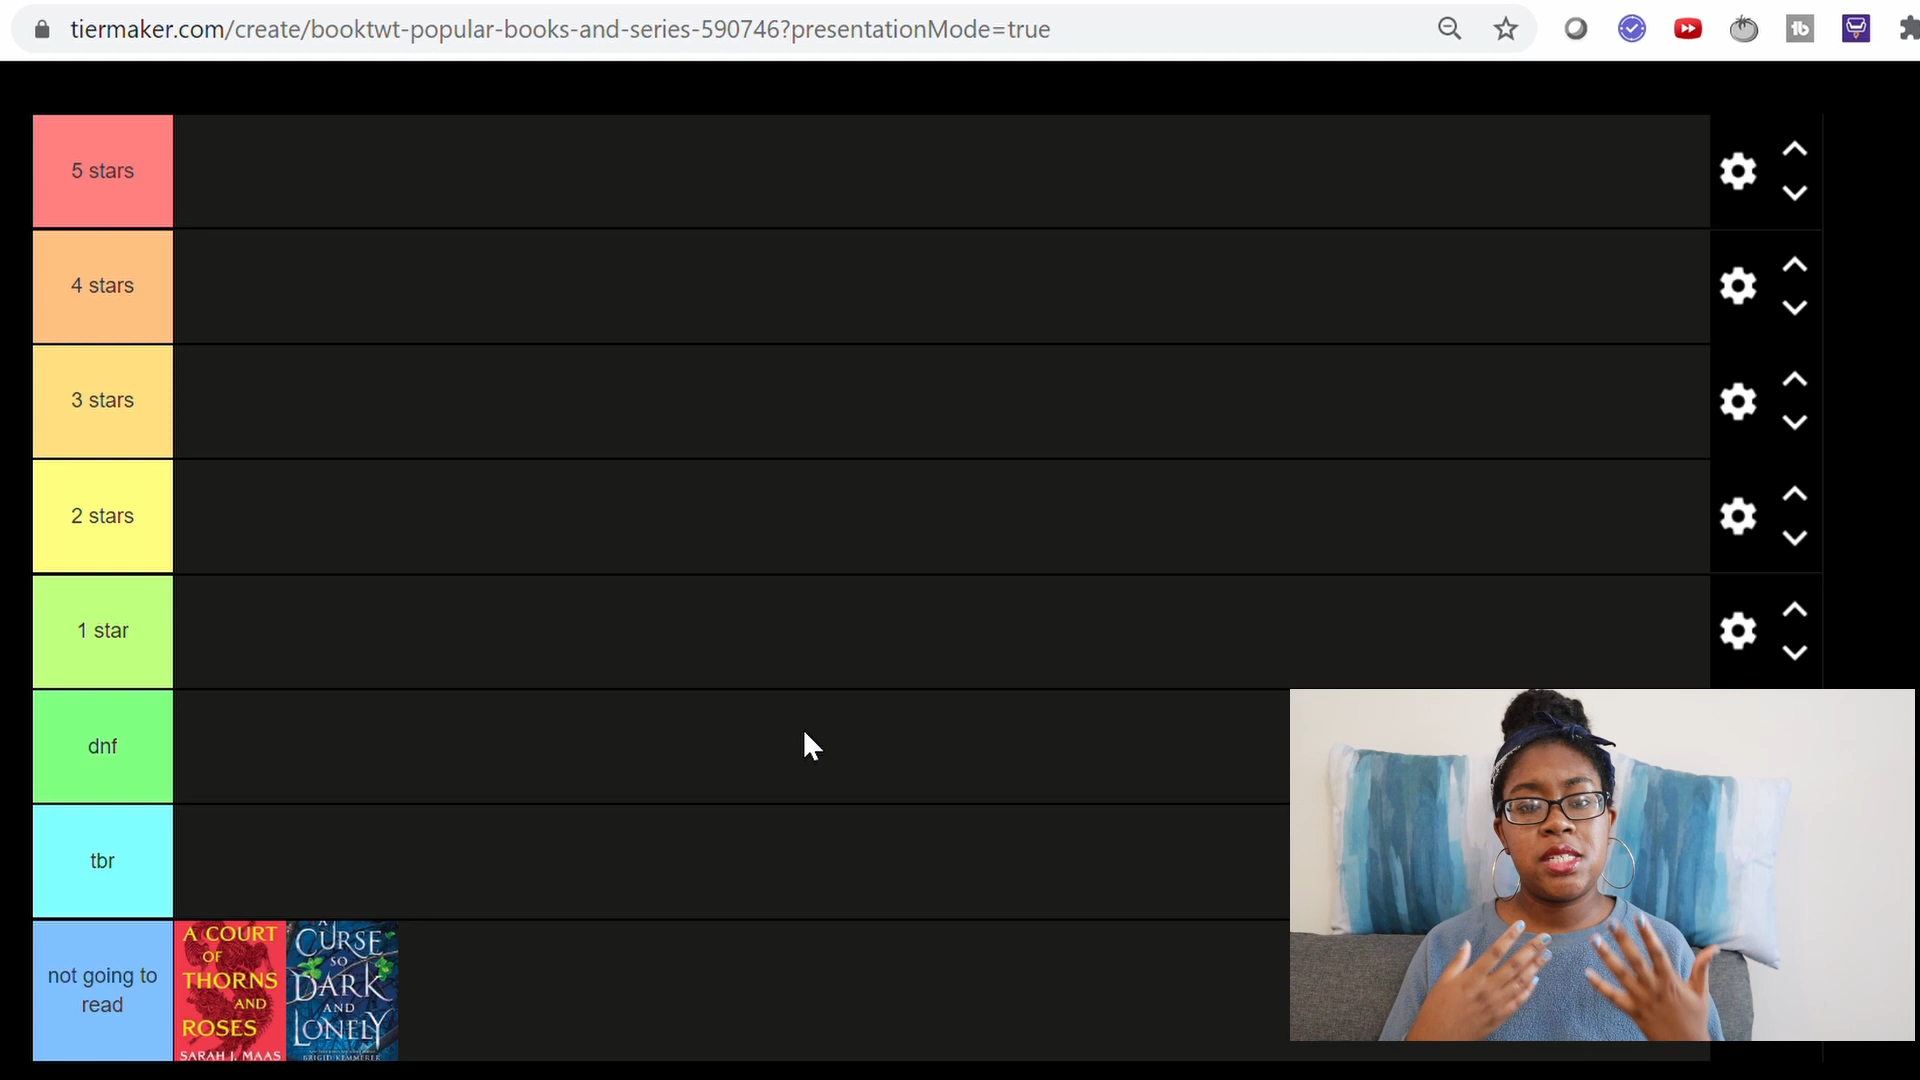 tiermaker.com/create/booktwt-popular-books-and-series-590746?presentationMode=true
5 stars
4 stars
3 stars
2 stars
1 star
dnf
tbr
not going to
read
A COURT
OF
THORNS
AND
ROSES
SARAH J. MAAS
A
CURSE
SO
DARK
AND
LONELY
BRIGID KEMMERER